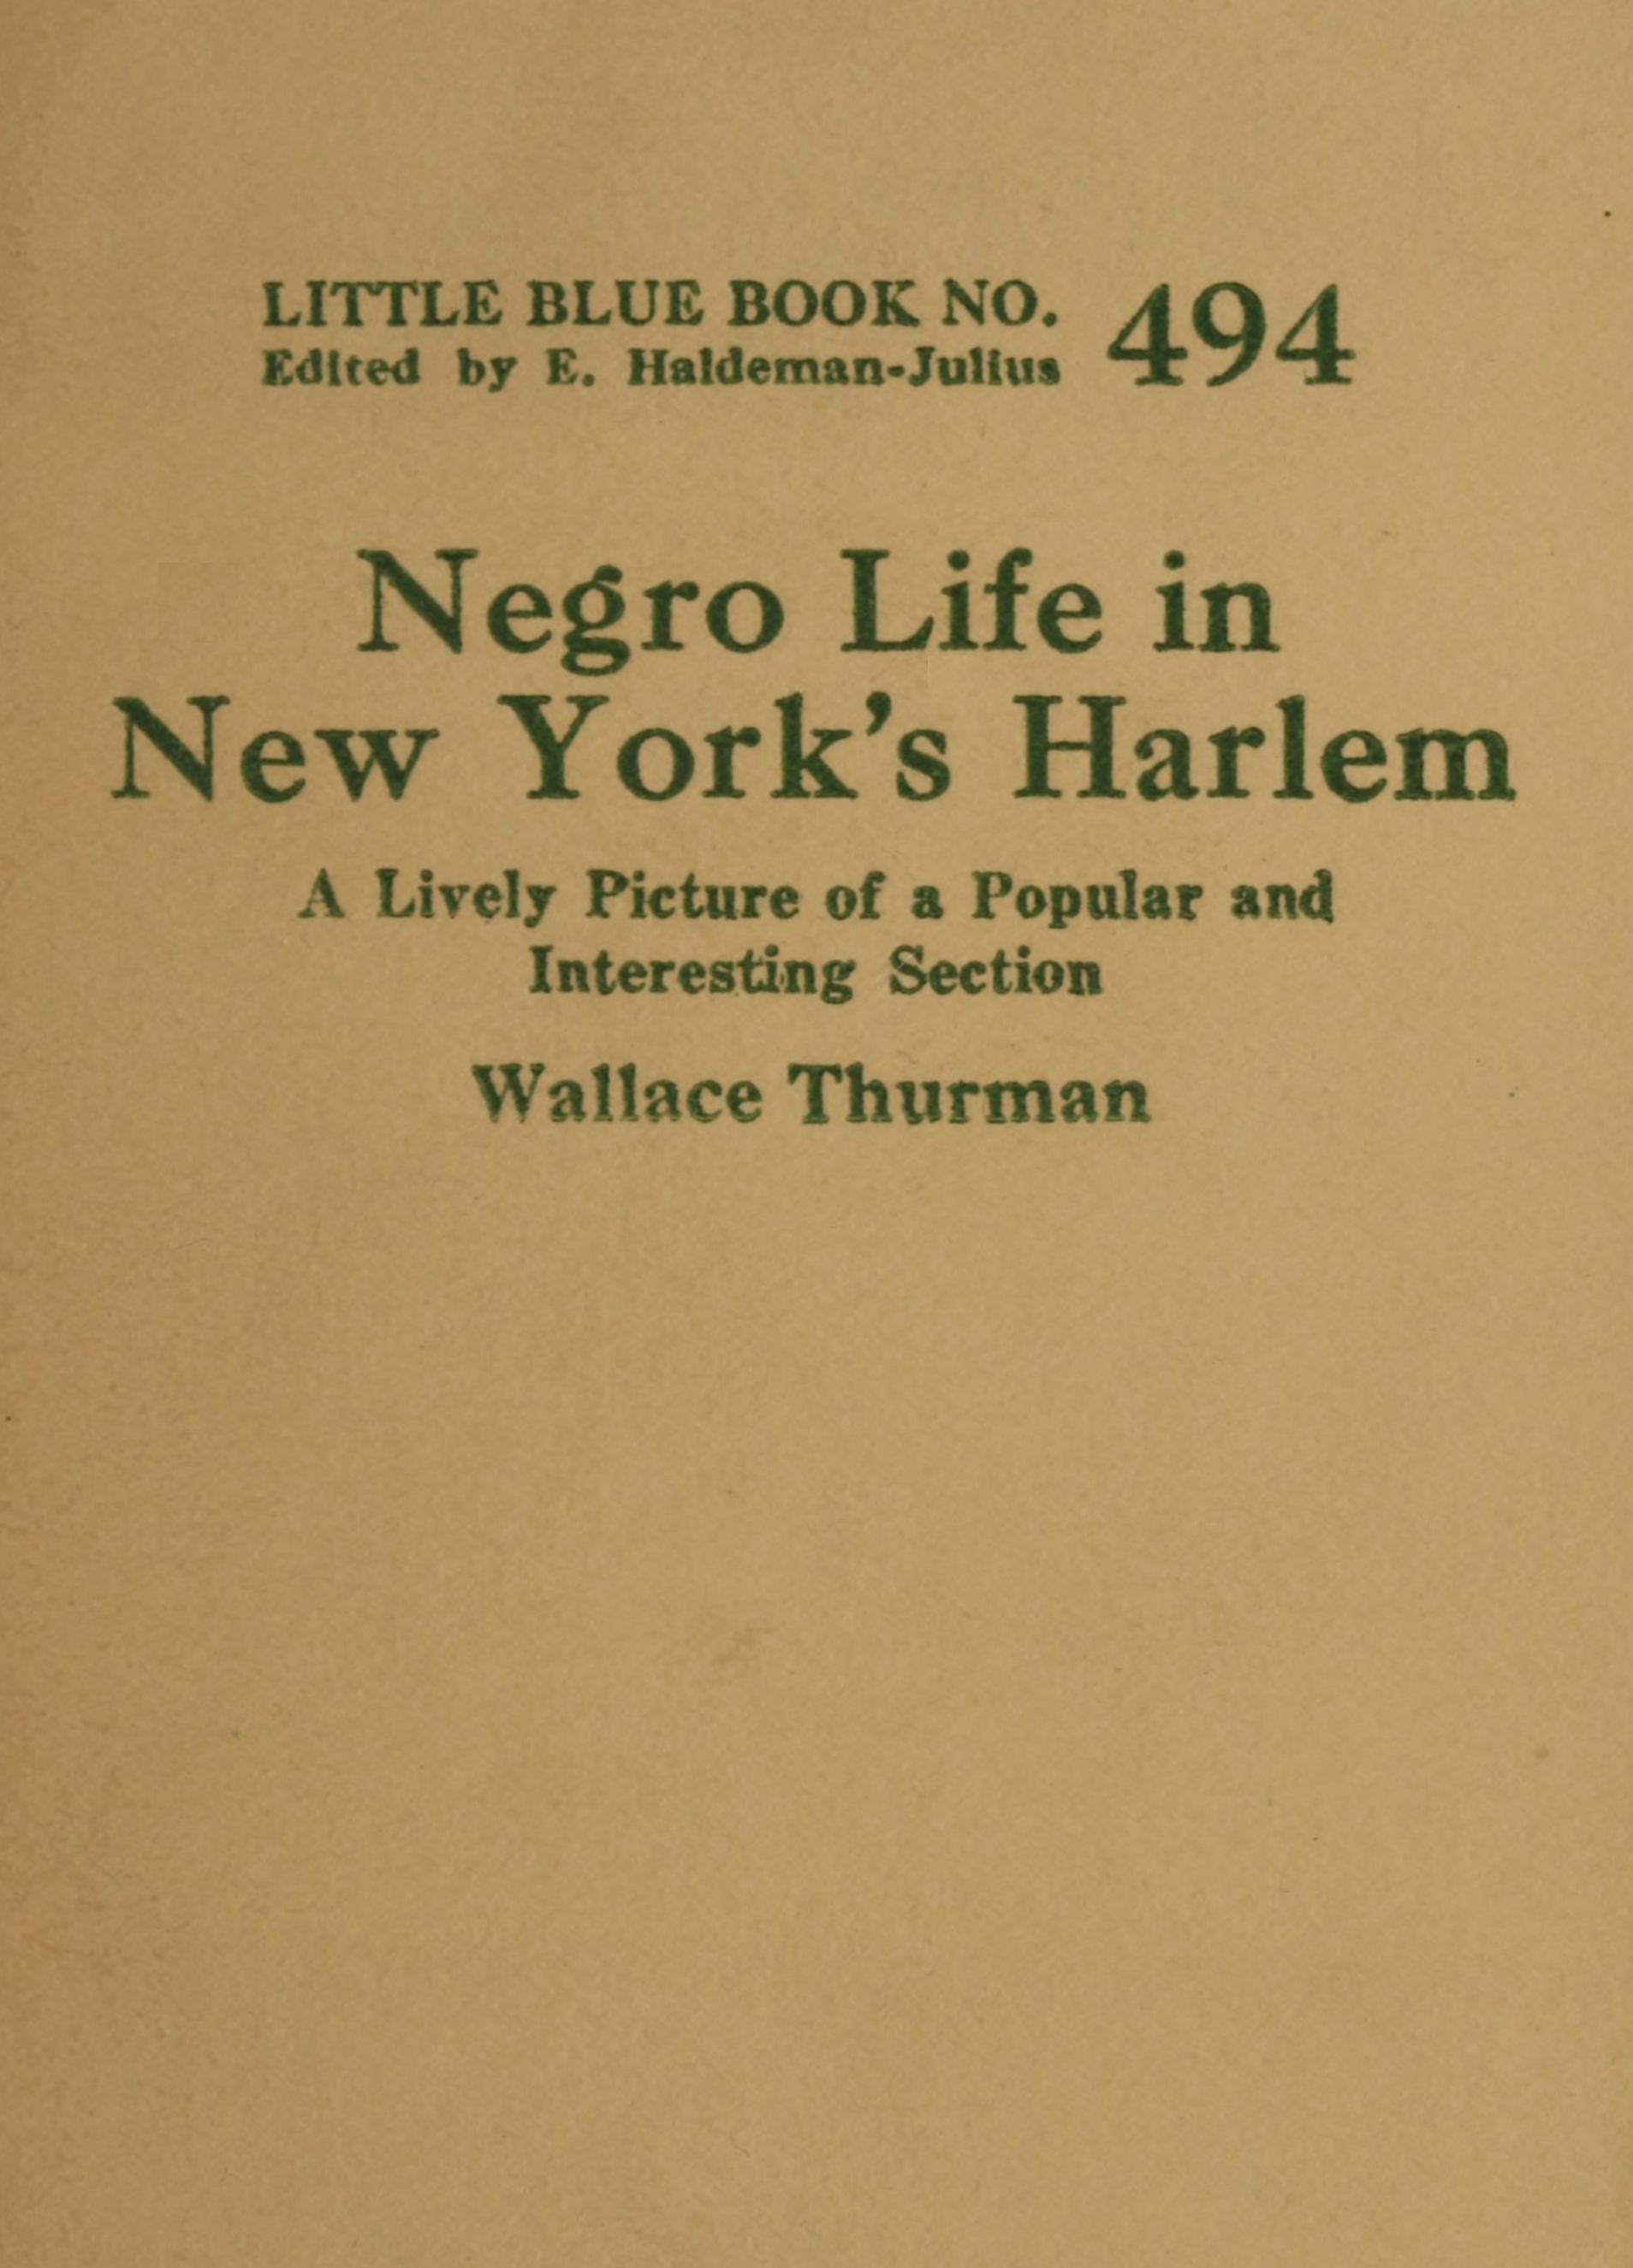 LITTLE BLUE BOOK NO. 494
Edited by E. Haldeman-Julius
Negro Life in
New York's Harlem
A Lively Picture of a Popular and
Interesting Section
Wallace Thurman